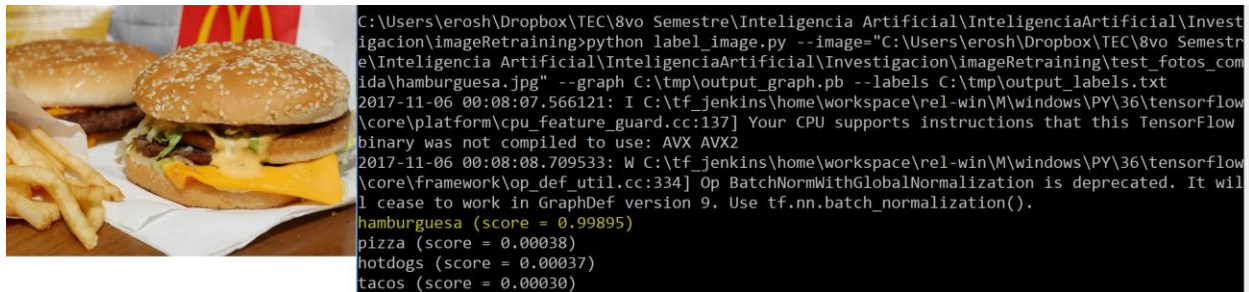 C:\Users\erosh\Dropbox\TEC\8vo Semestre\Inteligencia Artificial\InteligenciaArtificial\Invest
igacion\imageRetraining>python label_image.py --image="C:\Users\erosh\Dropbox\TEC\8vo Semestr
e\Inteligencia Artificial\InteligenciaArtificial\Investigacion\imageRetraining\test_fotos_com
ida\hamburguesa.jpg" --graph C:\tmp\output_graph.pb --labels C:\tmp\output_labels.txt
2017-11-06 00:08:07.566121: I C:\tf_jenkins\home\workspace\rel-win\M\windows\PY\36\tensorflow
\core\platform\cpu_feature_guard.cc:137] Your CPU supports instructions that this TensorFlow
binary was not compiled to use: AVX AVX2
2017-11-06 00:08:08.709533: W C:\tf_jenkins\home\workspace\rel-win\M\windows\PY\36\tensorflow
\core\framework\op_def_util.cc:334] Op BatchNormWithGlobalNormalization is deprecated. It wil
l cease to work in GraphDef version 9. Use tf.nn.batch_normalization().
hamburguesa (score = 0.99895)
pizza (score = 0.00038)
hotdogs (score = 0.00037)
tacos (score = 0.00030)